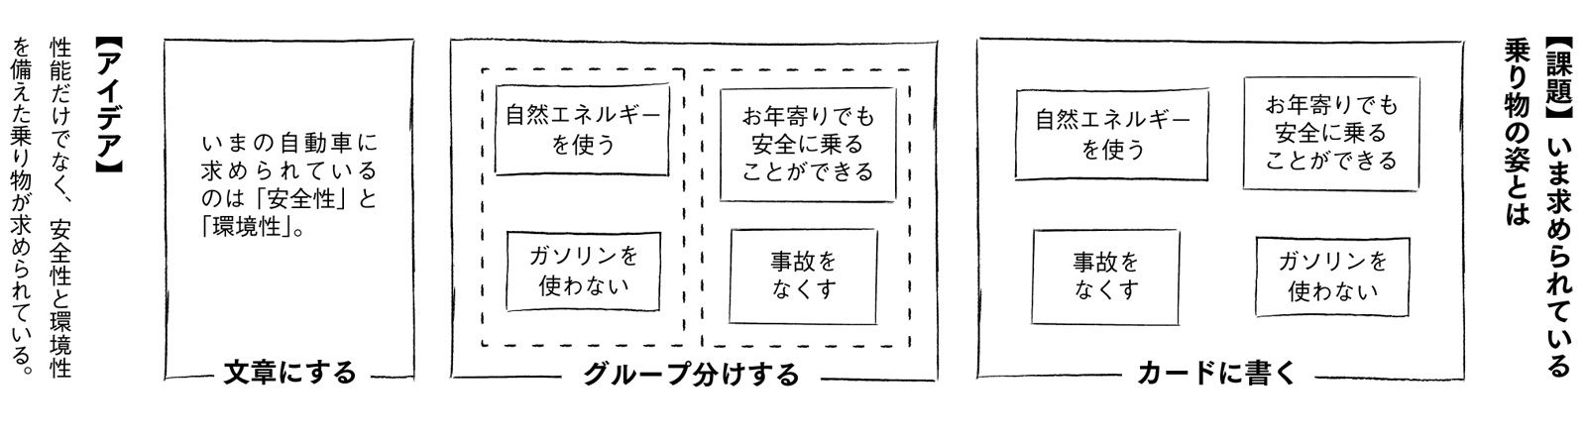 【課題】いま求められている
乗り物の姿とは
お年寄りでも
安全に乗る
ことができる
自然エネルギー
を使う
ガソリンを
使わない
事故を
なくす
カードに書く
お年寄りでも
安全に乗る
ことができる
事故を
なくす
自然エネルギー
を使う
ガソリンを
使わない
グループ分けする
いまの自動車に
求められている
のは「安全性」と
「環境性」。
文章にする
【アイデア】
性能だけでなく、安全性と環境性
を備えた乗り物が求められている。